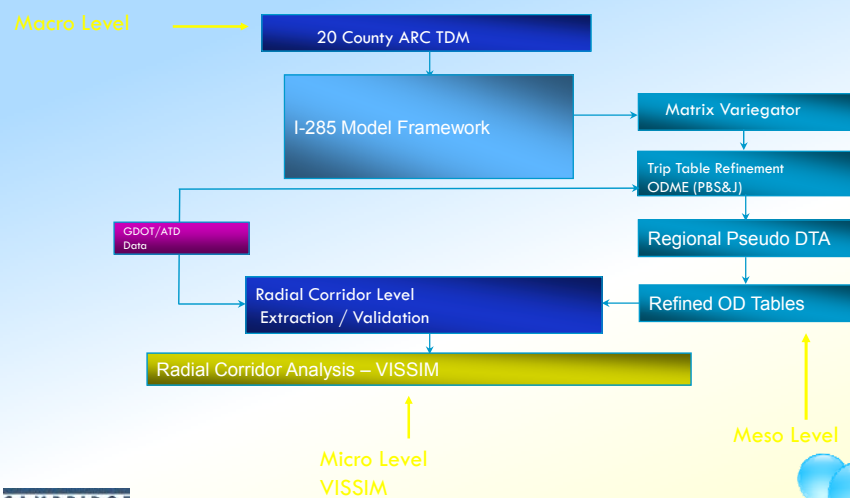 Macro Level
20 County ARC TDM
I-285 Model Framework
Matrix Variegator
Trip Table Refinement
ODME (PBS&J)
GDOT/ATD
Data
Regional Pseudo DTA
Radial Corridor Level
Extraction / Validation
Refined OD Tables
Radial Corridor Analysis – VISSIM
Meso Level
Micro Level
VISSIM